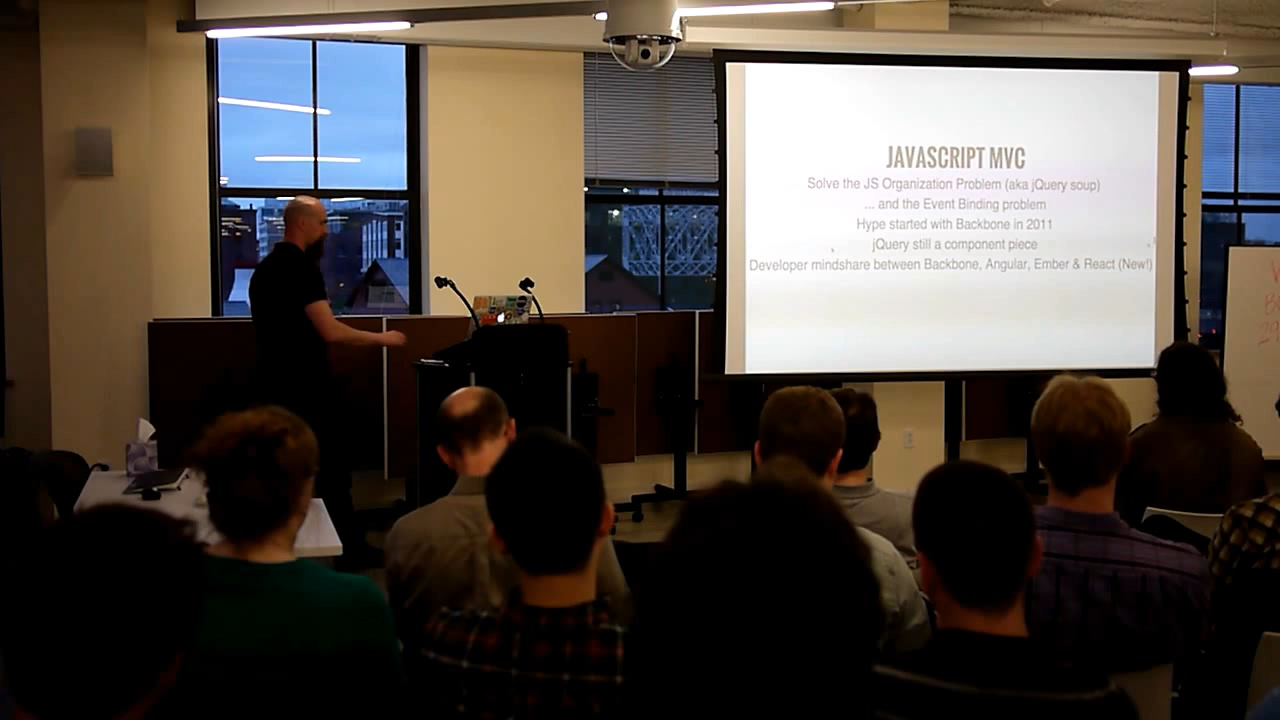 JAVASCRIPT MVC
Solve the JS Organization Problem (aka jQuery soup)
... and the Event Binding problem
Hype started with Backbone in 2011
jQuery still a component piece
Developer mindshare between Backbone, Angular, Ember & React (New!)